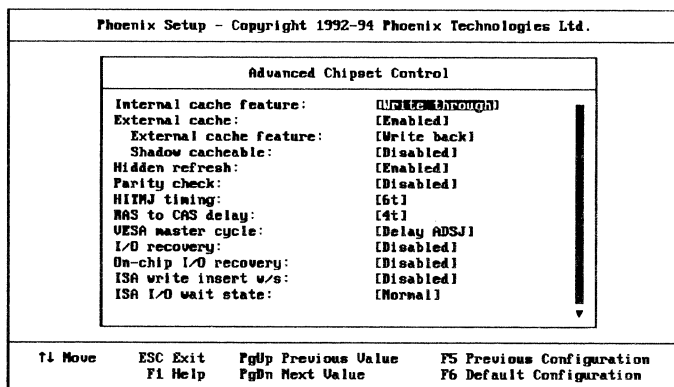 Phoenix Setup - Copyright 1992-94 Phoenix Technologies Ltd.
Advanced Chipset Control
Internal cache feature: [Write through]
External cache: [Enabled]
External cache feature: [Write back]
Shadow cacheable: [Disabled]
Hidden refresh: [Enabled]
Parity check: [Disabled]
HITMJ timing: [6t]
RAS to CAS delay: [4t]
VESA master cycle: [Delay ADSJ]
I/O recovery: [Disabled]
On-chip I/O recovery: [Disabled]
ISA write insert w/s: [Disabled]
ISA I/O wait state: [Normal]
↑↓ Move ESC Exit PgUp Previous Value F5 Previous Configuration
F1 Help PgDn Next Value F6 Default Configuration